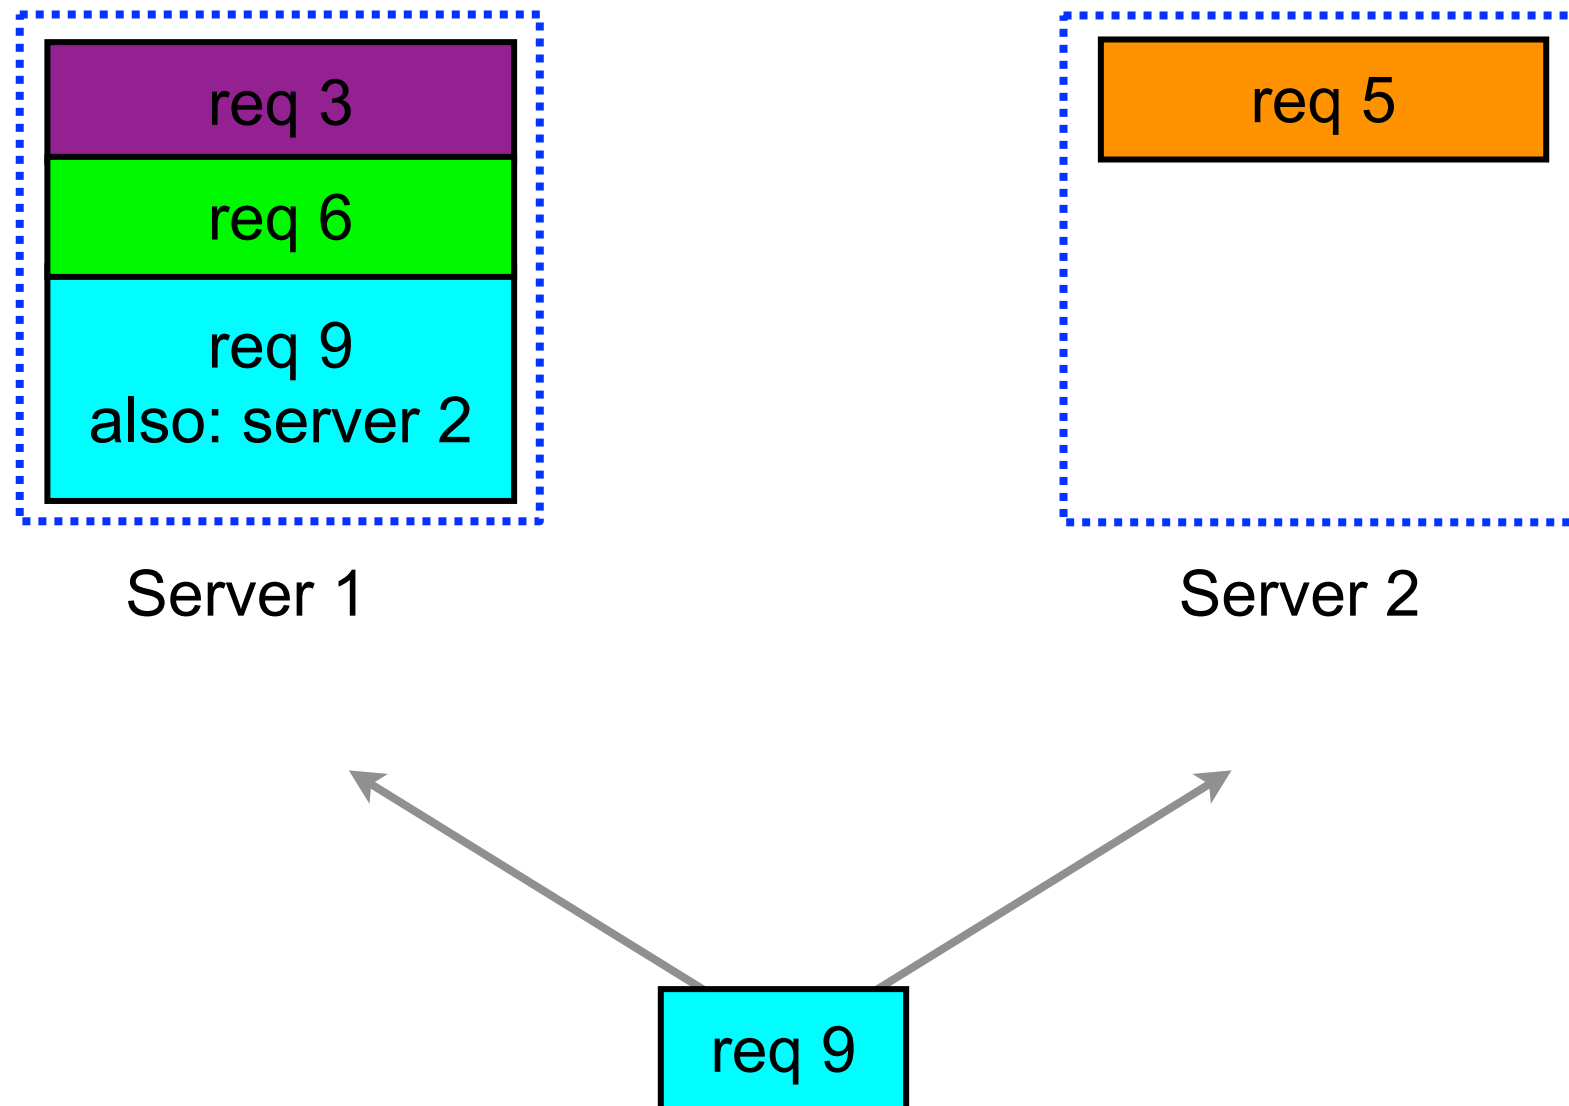 req 3
req 6
req 9
also: server 2
Server 1
req 5
Server 2
req 9